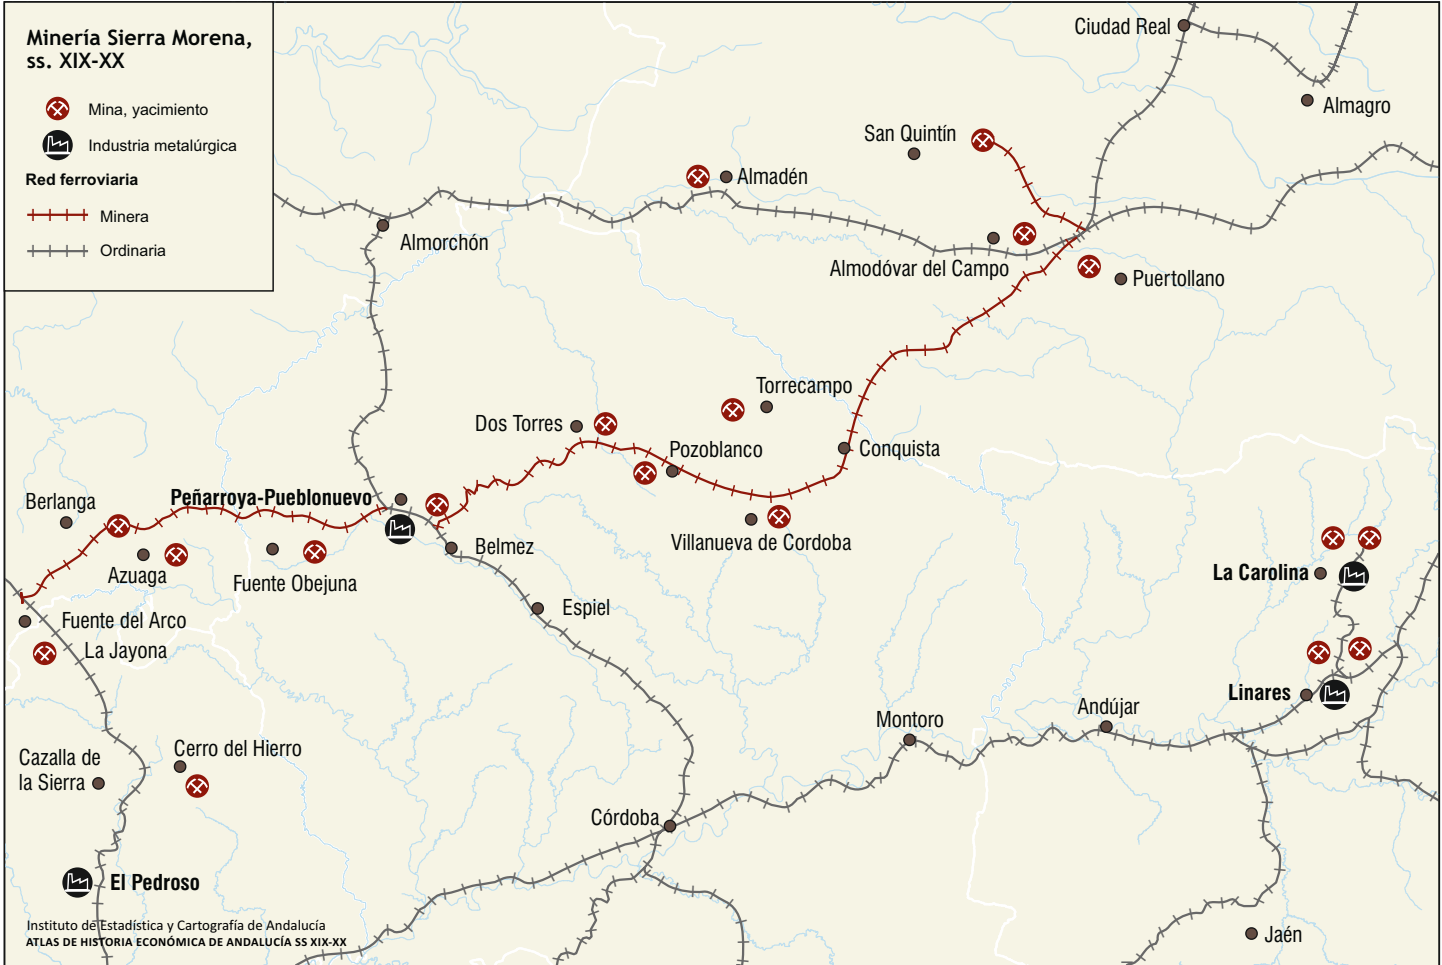 Minería Sierra Morena,
ss. XIX-XX
Mina, yacimiento
Industria metalúrgica
Red ferroviaria
Minera
Ordinaria
Ciudad Real
Almagro
San Quintín
Almadén
Almorchón
Almodóvar del Campo
Puertollano
Torrecampo
Dos Torres
Pozoblanco
Conquista
Peñarroya-Pueblonuevo
Berlanga
Belmez
Villanueva de Cordoba
Azuaga
Fuente Obejuna
La Carolina
Espiel
Fuente del Arco
La Jayona
Linares
Andújar
Montoro
Cerro del Hierro
Cazalla de
la Sierra
Córdoba
El Pedroso
Jaén
Instituto de Estadística y Cartografía de Andalucía
ATLAS DE HISTORIA ECONÓMICA DE ANDALUCÍA SS XIX-XX